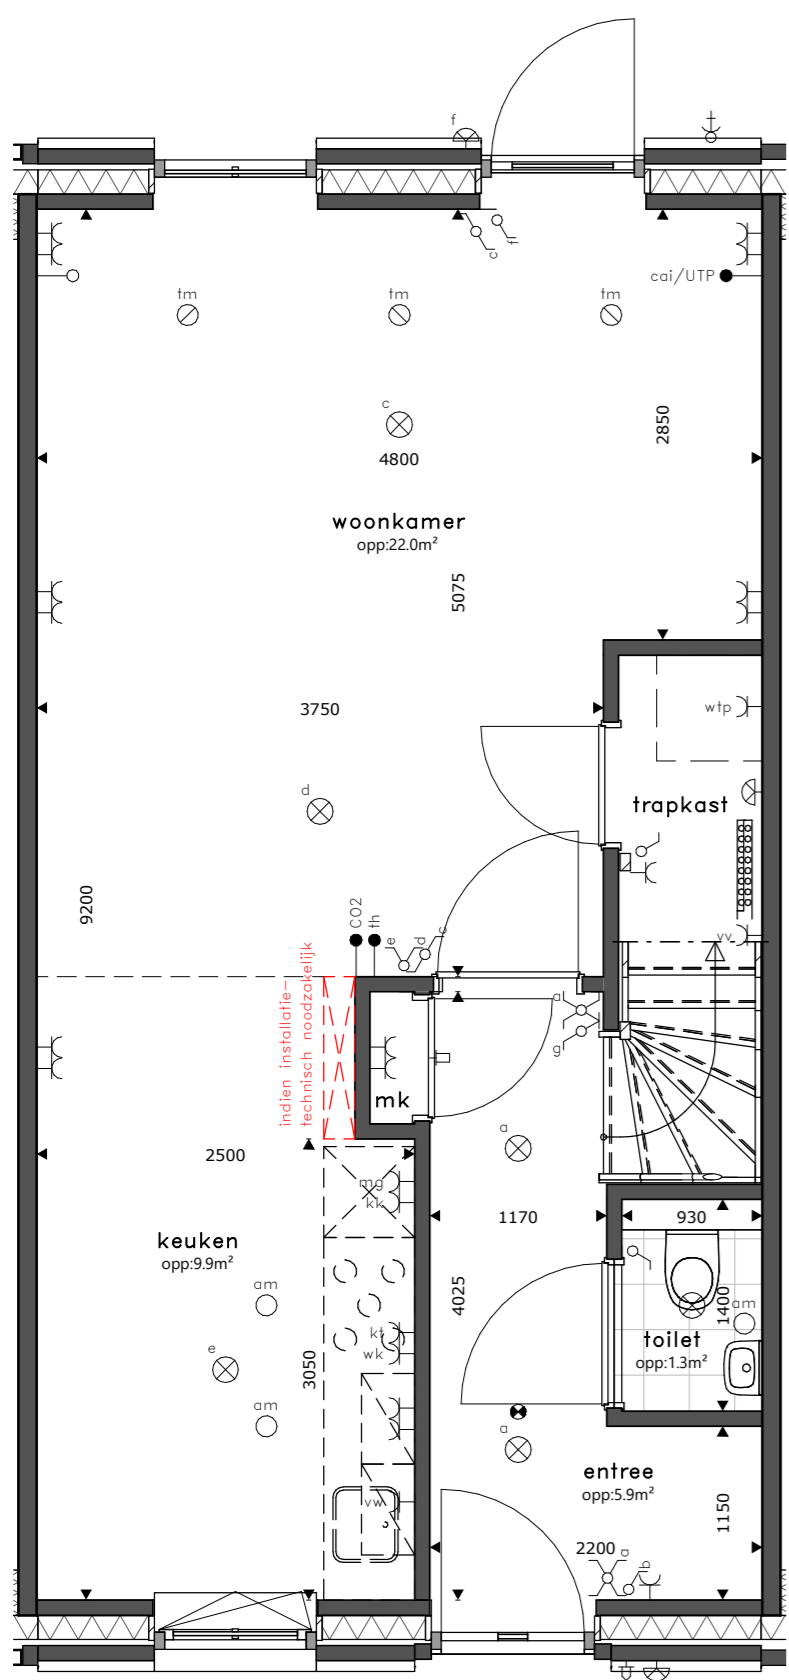 f
c
f
cai/UTP
tm
tm
tm
c
2850
4800
woonkamer
opp:22.0m²
5075
3750
wtp
d
trapkast
9200
CO2
th
e
d
c
vv
indien installatie-
technisch noodzakelijk
a
g
mk
a
2500
mg
kk
1170
930
keuken
opp:9.9m²
am
4025
1400
am
kt
wk
toilet
opp:1.3m²
e
3050
am
a
entree
opp:5.9m²
vw
1150
2200
a
b